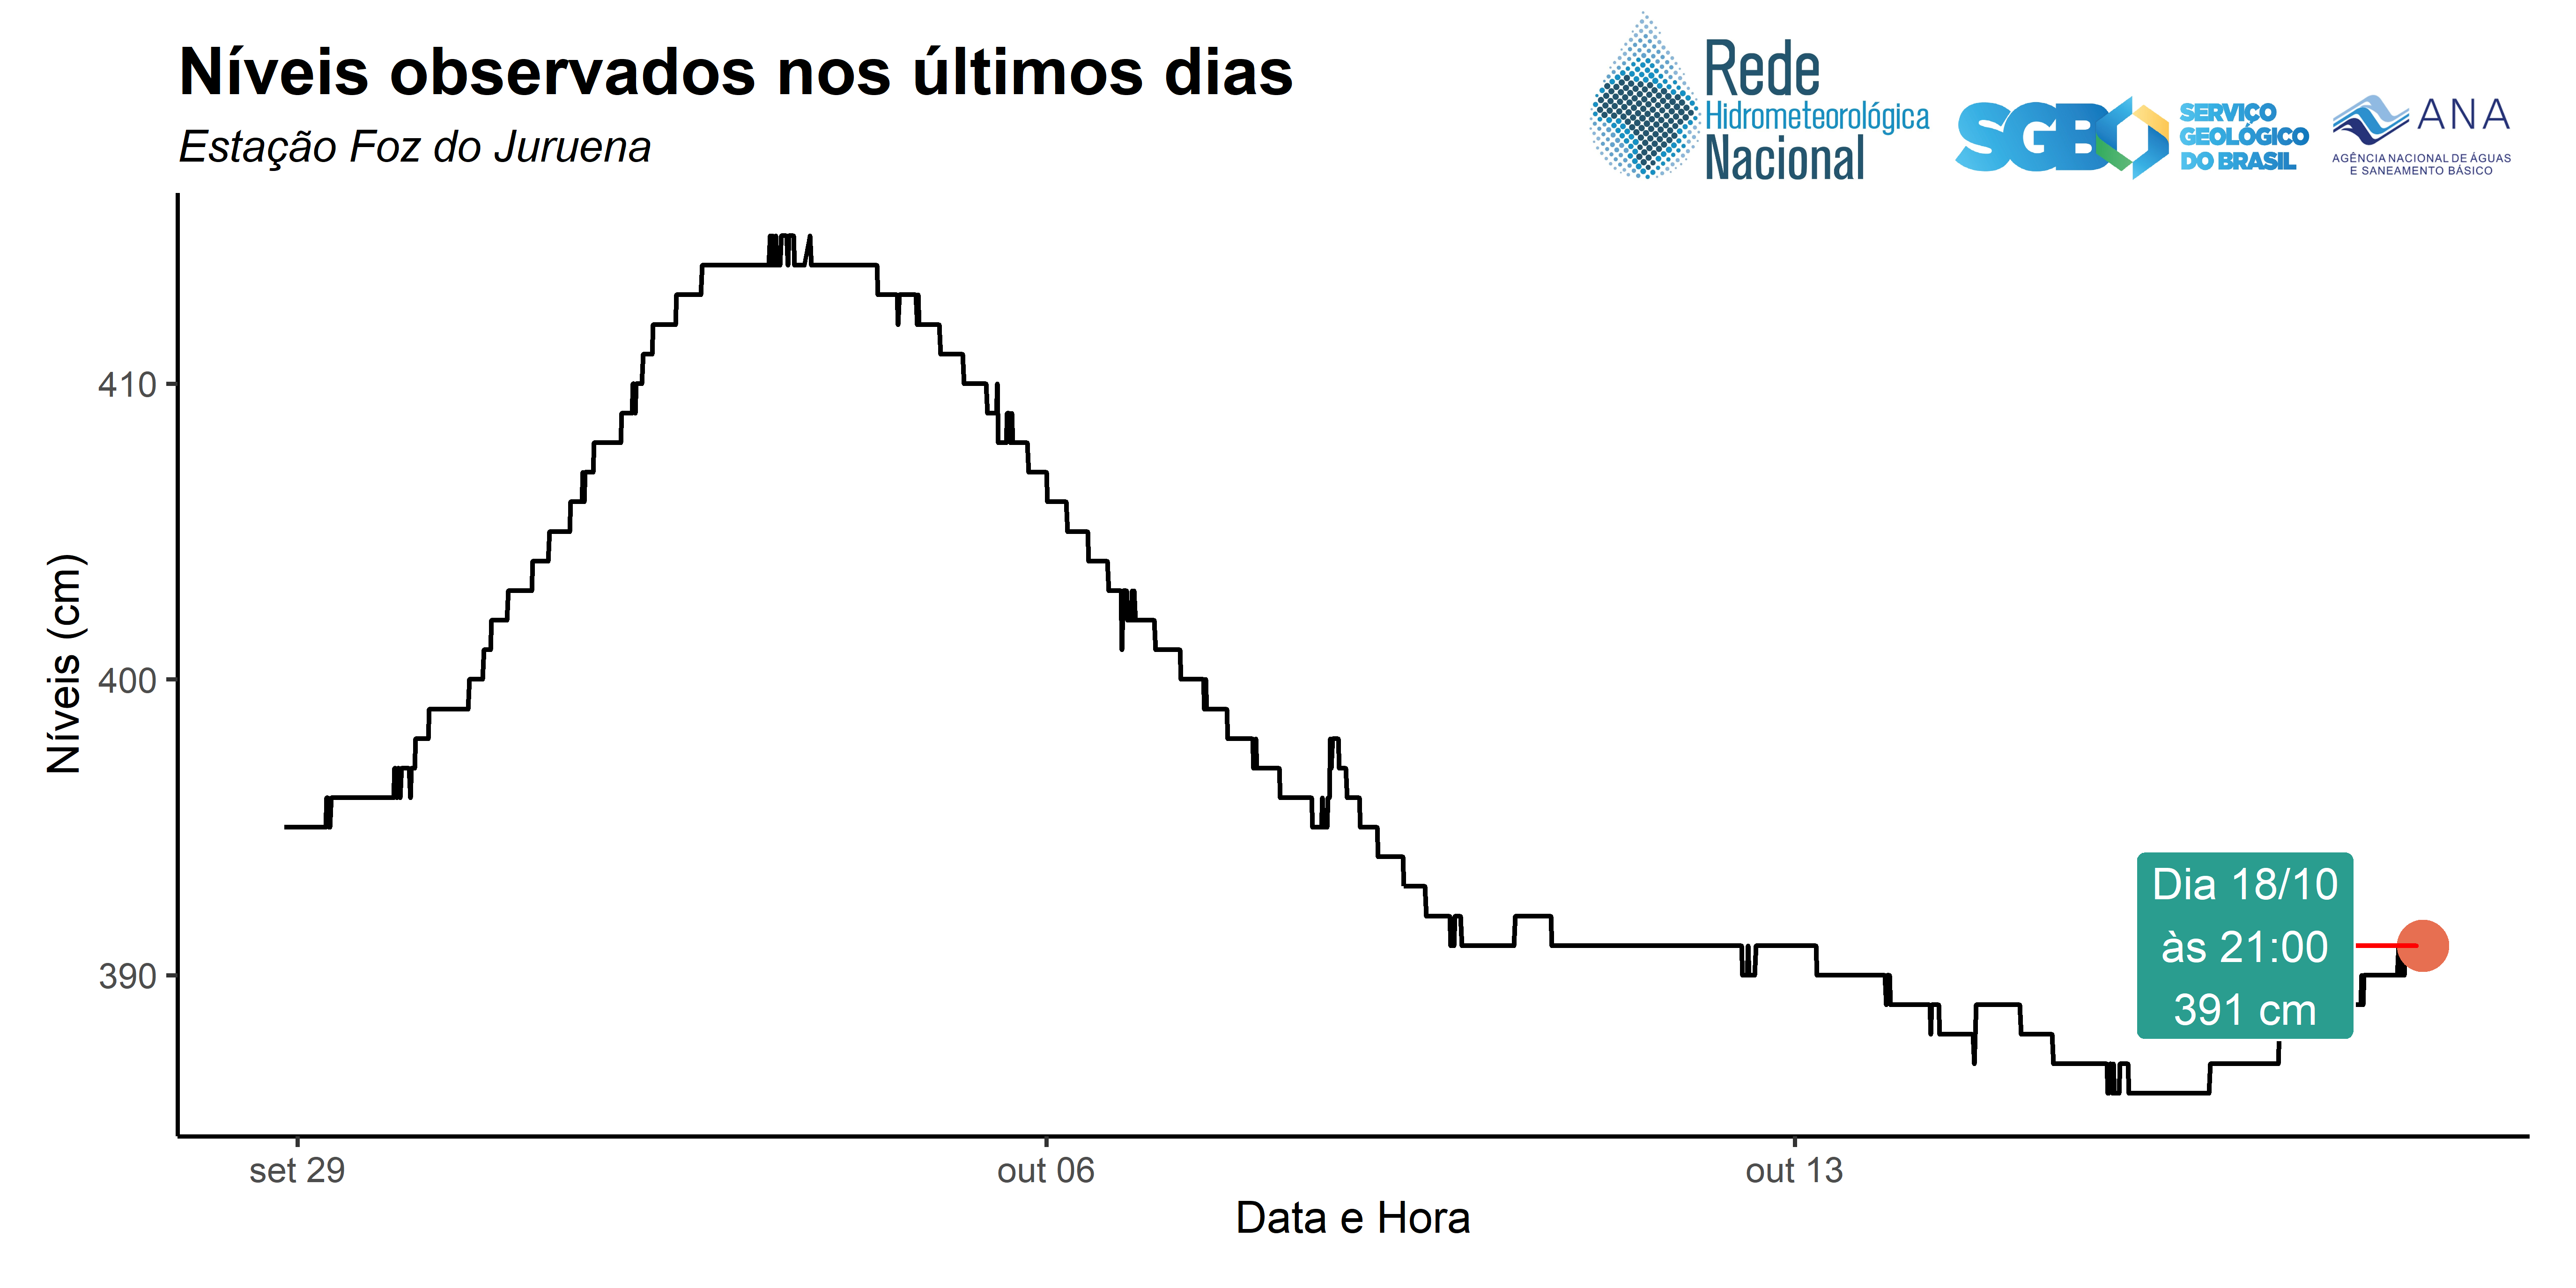 Níveis observados nos últimos dias
Estação Foz do Juruena
Rede
Hidrometeorológica
Nacional
SGB
SERVIÇO
GEOLÓGICO
DO BRASIL
ANA
AGÊNCIA NACIONAL DE ÁGUAS
E SANEAMENTO BÁSICO
Níveis (cm)
410
400
390
Dia 18/10
às 21:00
391 cm
set 29
out 06
out 13
Data e Hora